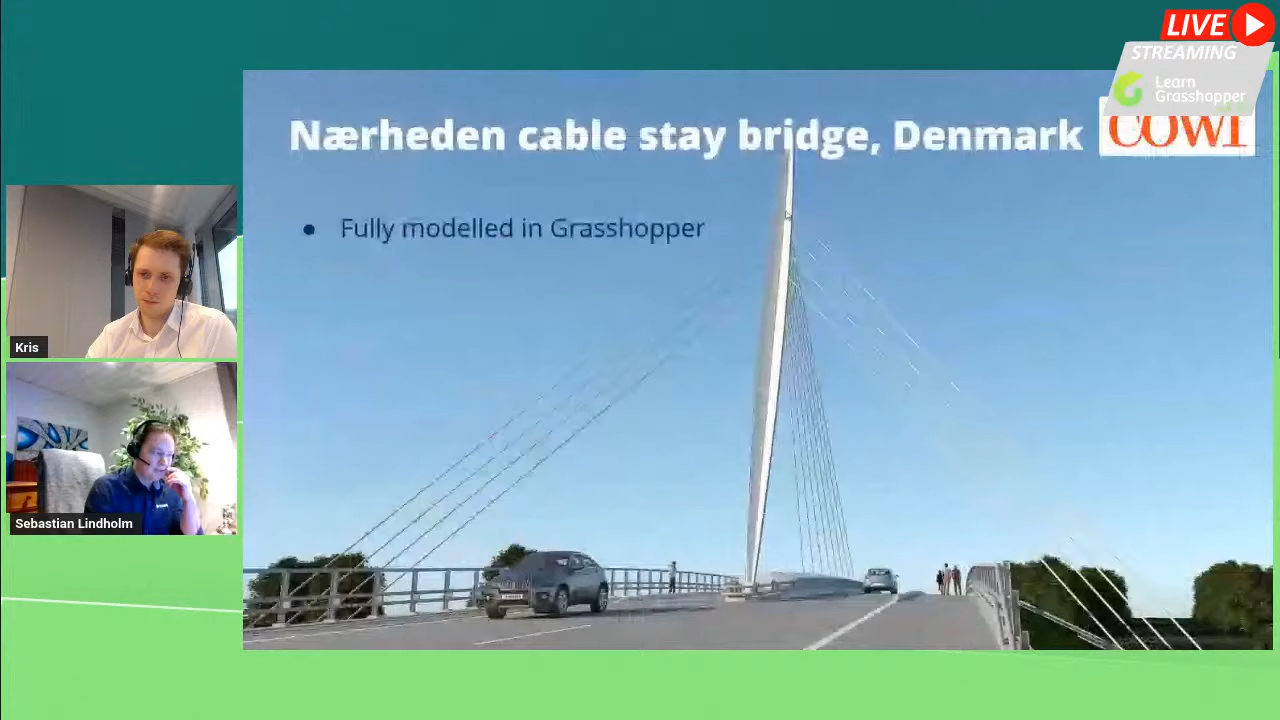 LIVE
STREAMING
Learn
Grasshopper
Nærheden cable stay bridge, Denmark
COWI
● Fully modelled in Grasshopper
Kris
Sebastian Lindholm